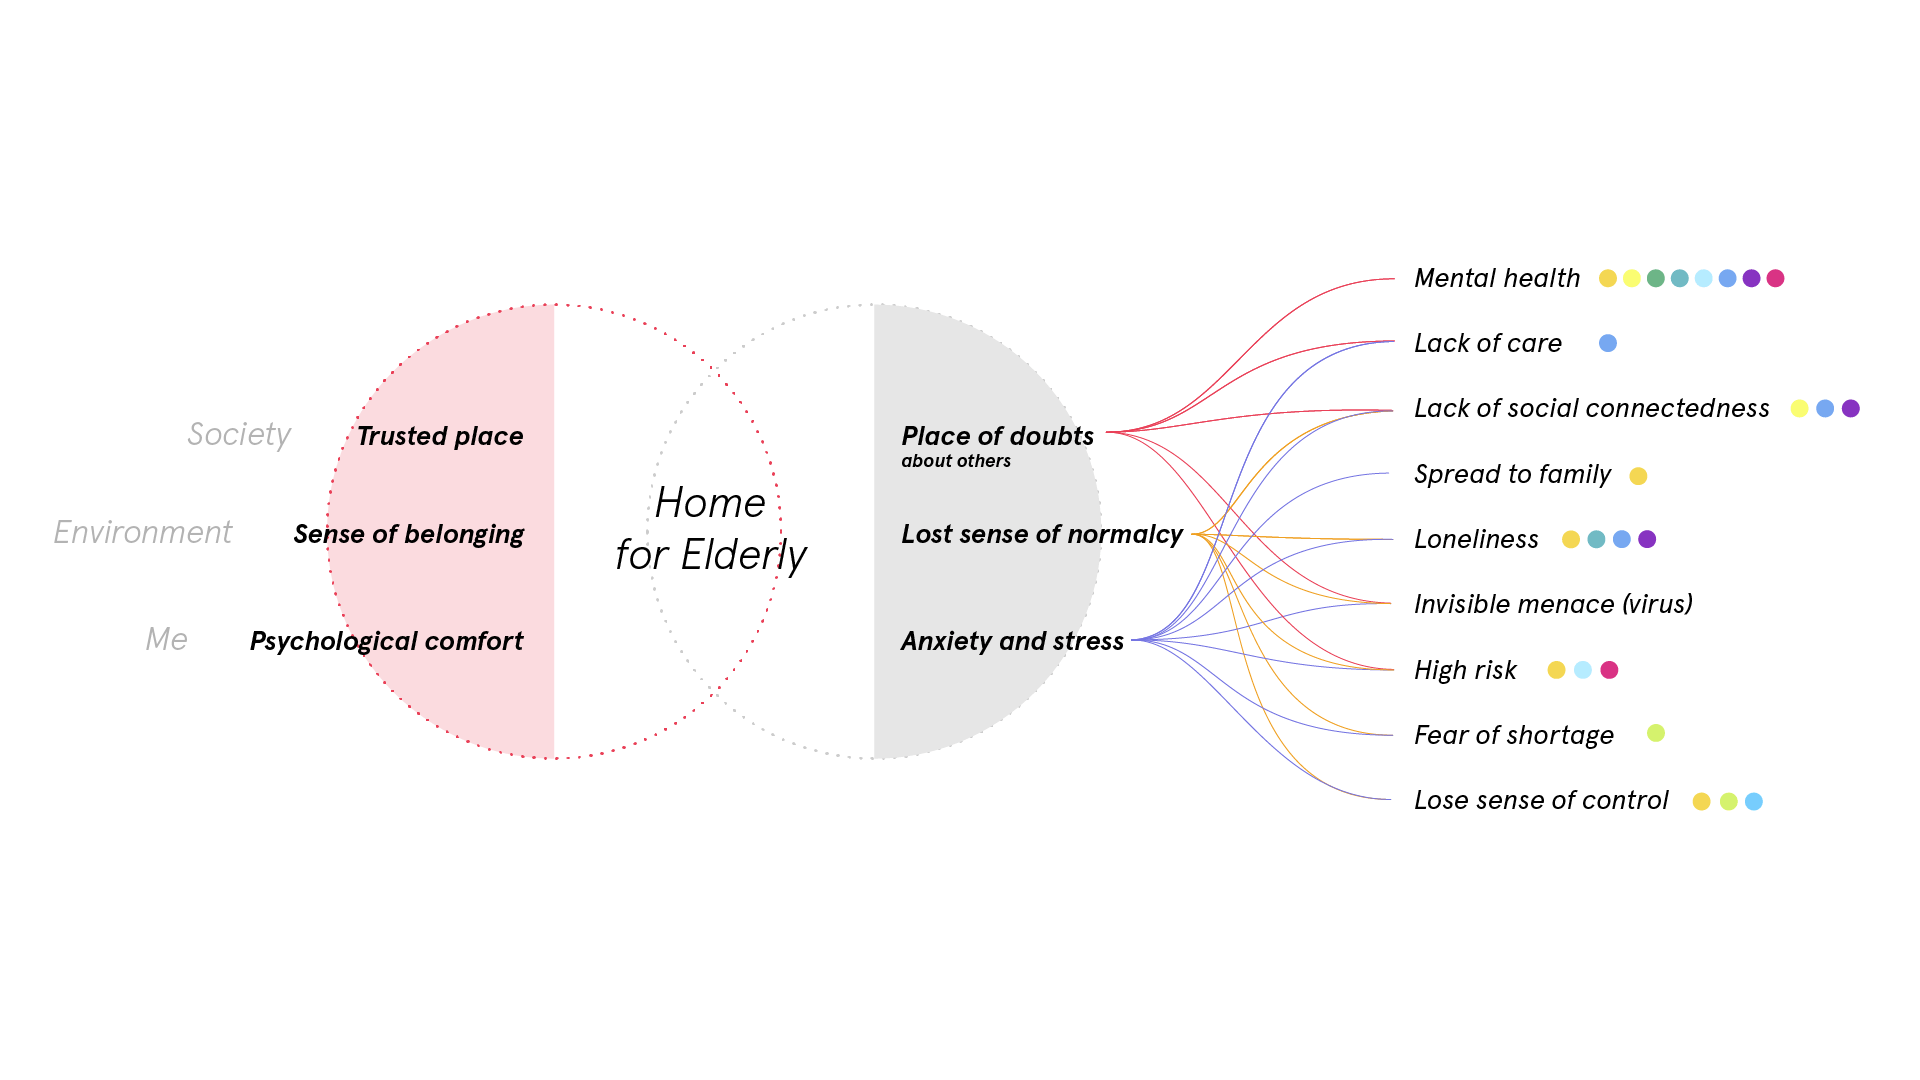 Society
Environment
Me
Trusted place
Sense of belonging
Psychological comfort
Home
for Elderly
Place of doubts
about others
Lost sense of normalcy
Anxiety and stress
Mental health
Lack of care
Lack of social connectedness
Spread to family
Loneliness
Invisible menace (virus)
High risk
Fear of shortage
Lose sense of control